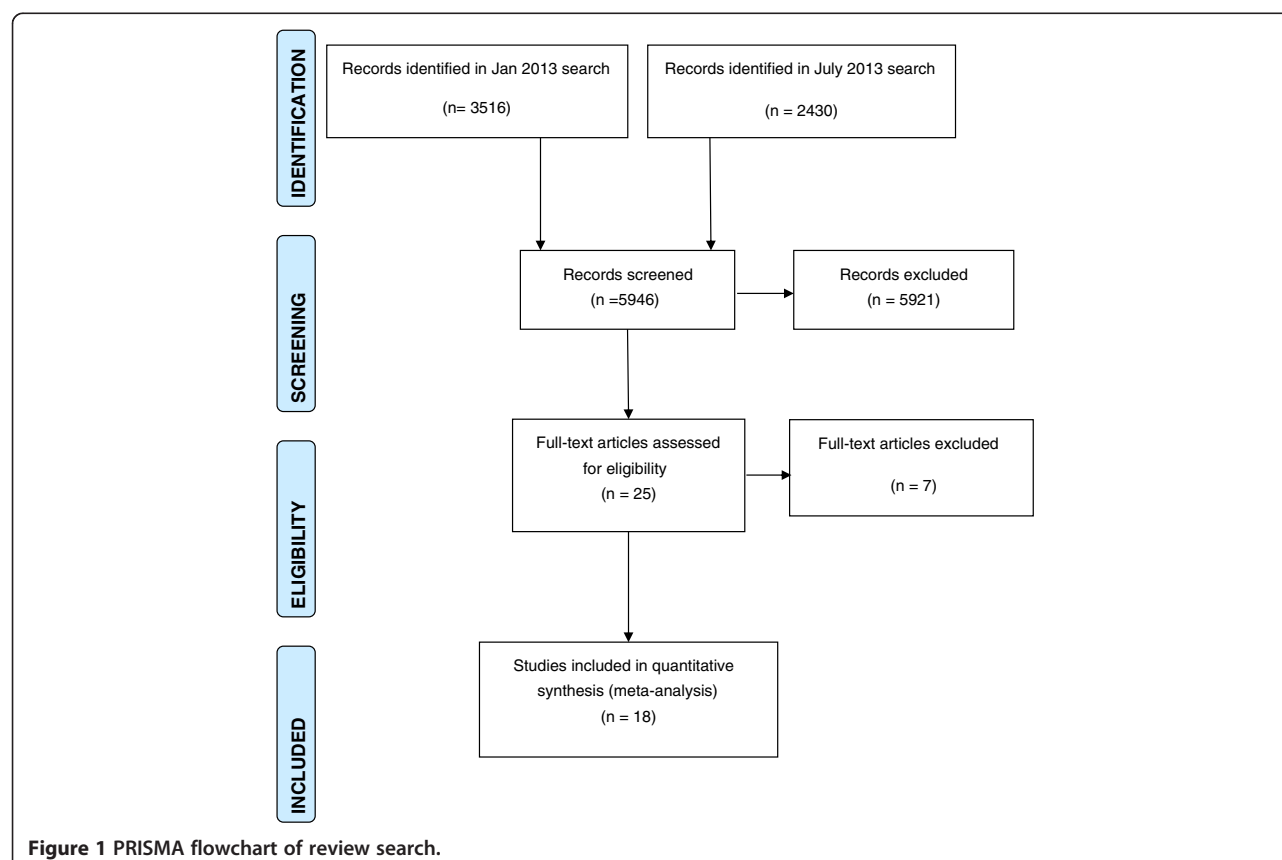 IDENTIFICATION
Records identified in Jan 2013 search
(n= 3516)
Records identified in July 2013 search
(n = 2430)
SCREENING
Records screened
(n =5946)
Records excluded
(n = 5921)
ELIGIBILITY
Full-text articles assessed
for eligibility
(n = 25)
Full-text articles excluded
(n = 7)
INCLUDED
Studies included in quantitative
synthesis (meta-analysis)
(n = 18)
Figure 1 PRISMA flowchart of review search.